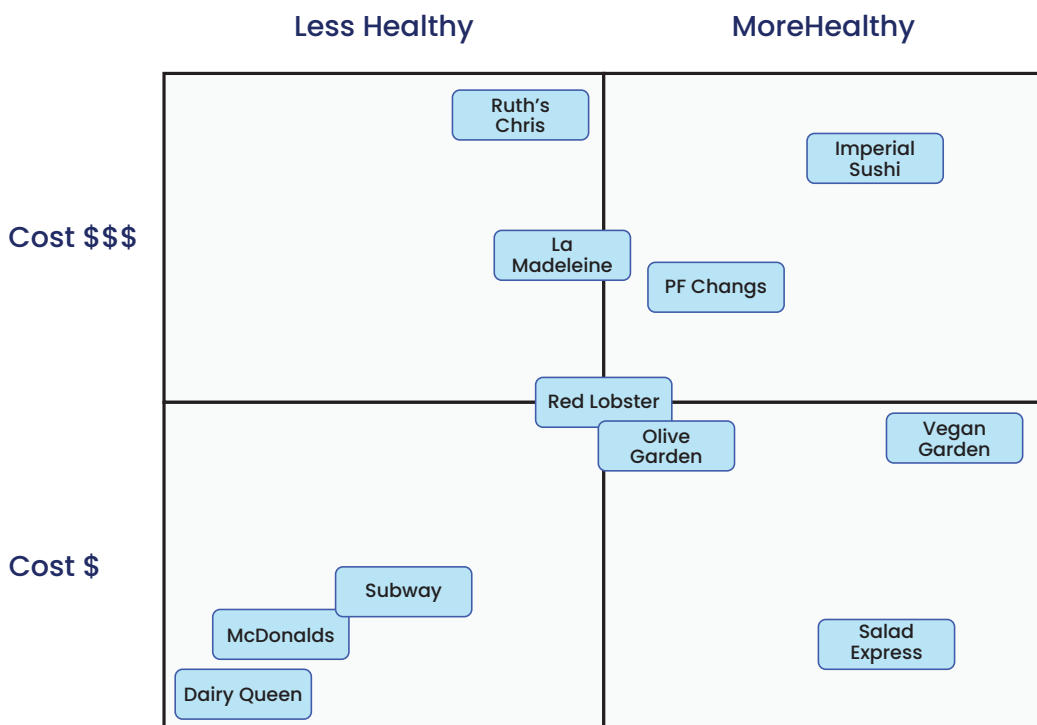 Less Healthy
MoreHealthy
Ruth's
Chris
Imperial
Sushi
Cost $$$
La
Madeleine
PF Changs
Red Lobster
Olive
Garden
Vegan
Garden
Cost $
Subway
McDonalds
Salad
Express
Dairy Queen